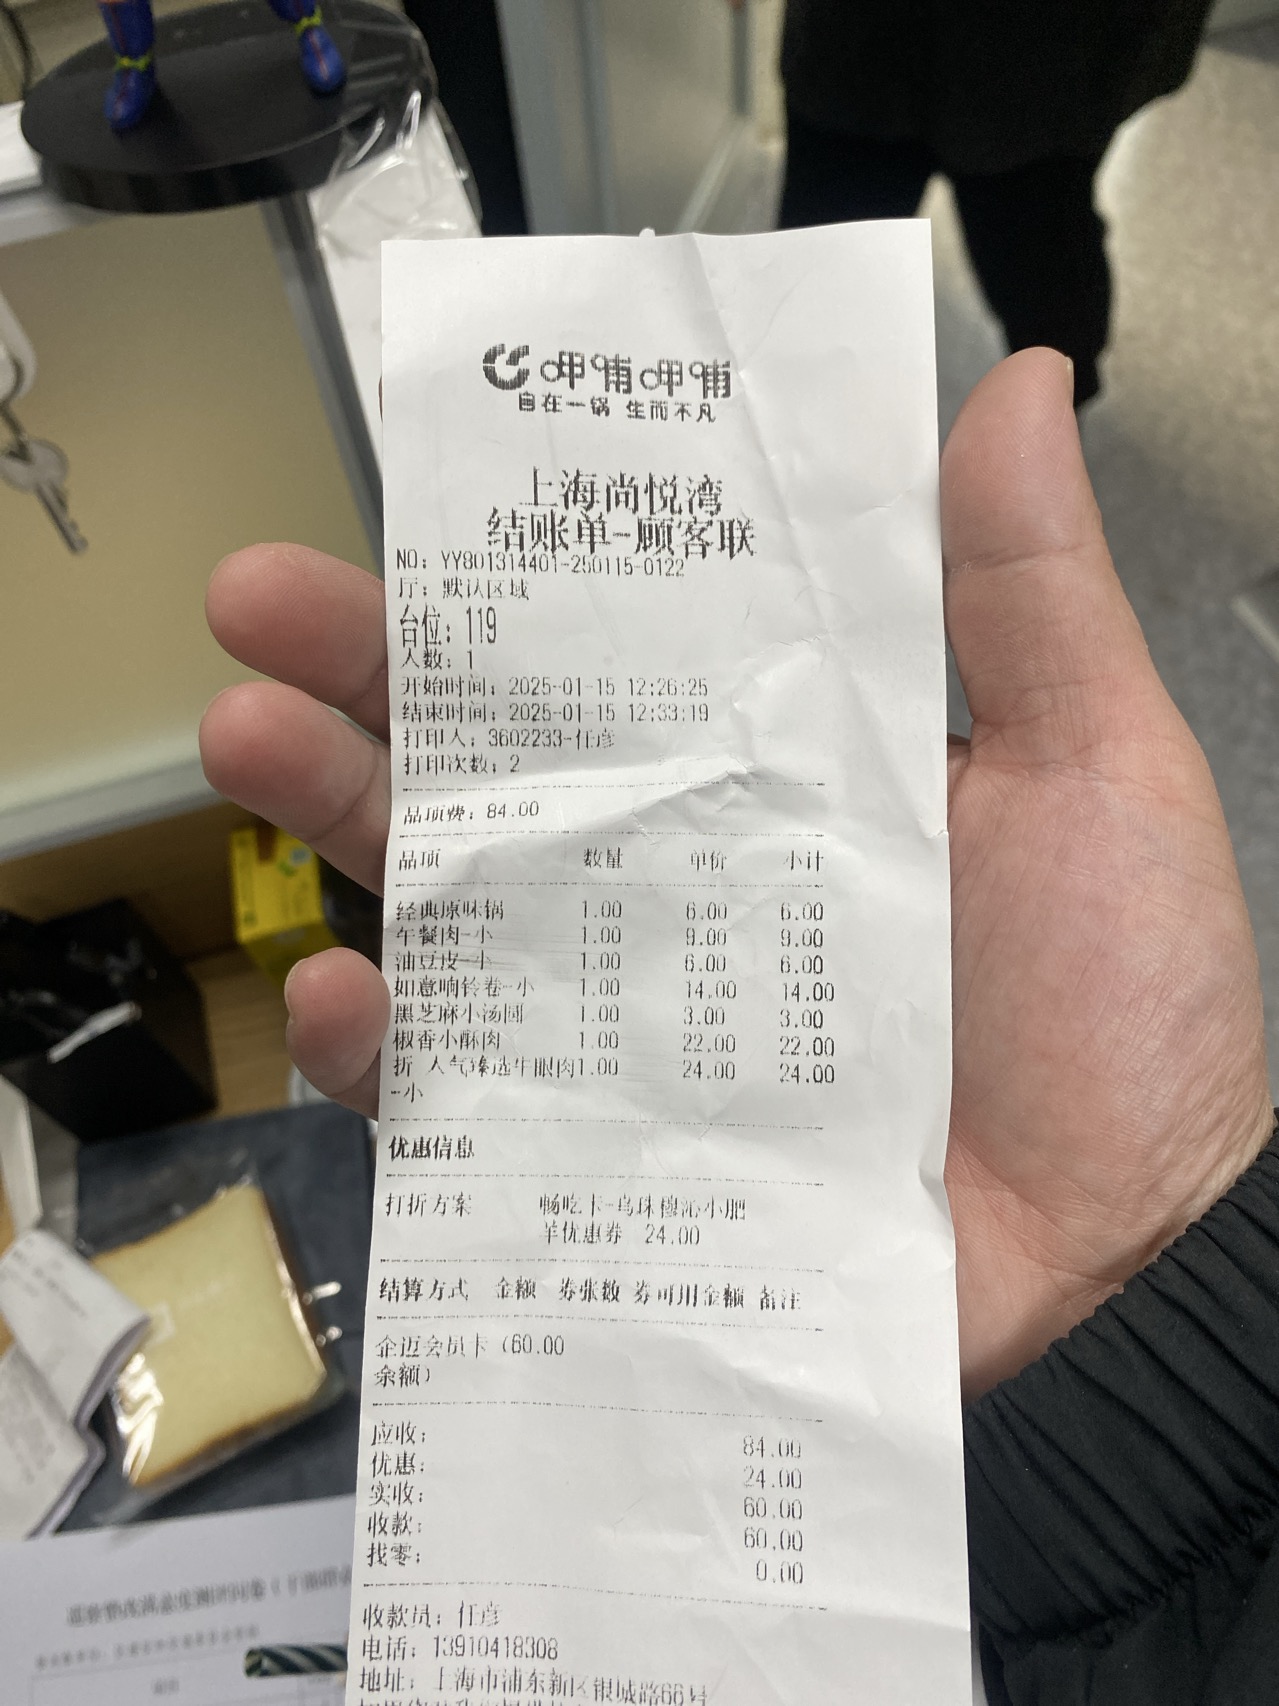 呷哺呷哺
自在一锅 生而不凡
上海尚悦湾
结账单-顾客联
NO: YY801314401-250115-0122
厅: 默认区域
台位: 119
人数: 1
开始时间: 2025-01-15 12:26:25
结束时间: 2025-01-15 12:33:19
打印人: 3602233-任彦
打印次数: 2
品项费: 84.00
品项 数量 单价 小计
经典原味锅 1.00 6.00 6.00
午餐肉-小 1.00 9.00 9.00
油豆皮-小 1.00 6.00 6.00
如意响铃卷-小 1.00 14.00 14.00
黑芝麻小汤圆 1.00 3.00 3.00
椒香小酥肉 1.00 22.00 22.00
折 人气臻选牛眼肉1.00 24.00 24.00
-小
优惠信息
打折方案 畅吃卡-乌珠穆沁小肥
羊优惠券 24.00
结算方式 金额 券张数 券可用金额 备注
企迈会员卡(60.00
余额)
应收: 84.00
优惠: 24.00
实收: 60.00
收款: 60.00
找零: 0.00
收款员: 任彦
电话: 13910418308
地址: 上海市浦东新区银城路66号